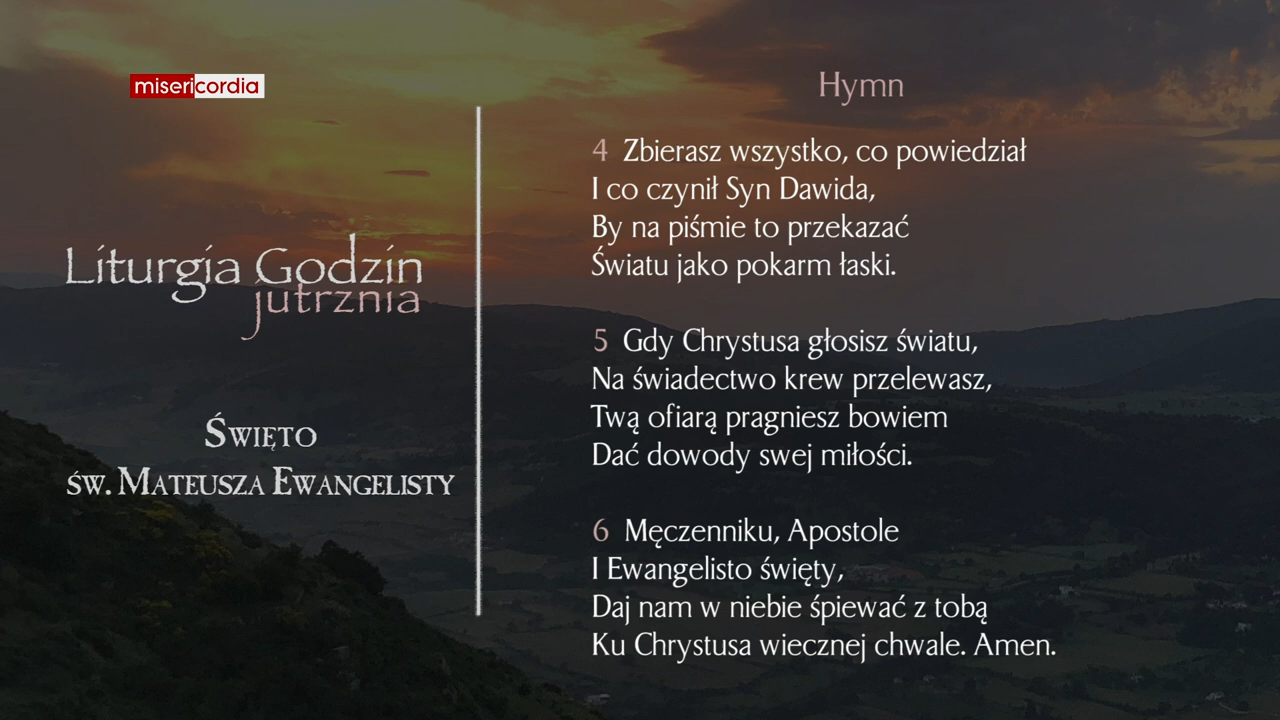 misericordia
Liturgia Godzin
jutrznia
Święto
św. Mateusza Ewangelisty
Hymn
4 Zbierasz wszystko, co powiedział
I co czynił Syn Dawida,
By na piśmie to przekazać
Światu jako pokarm łaski.
5 Gdy Chrystusa głosisz światu,
Na świadectwo krew przelewasz,
Twą ofiarą pragniesz bowiem
Dać dowody swej miłości.
6 Męczenniku, Apostole
I Ewangelisto święty,
Daj nam w niebie śpiewać z tobą
Ku Chrystusa wiecznej chwale. Amen.